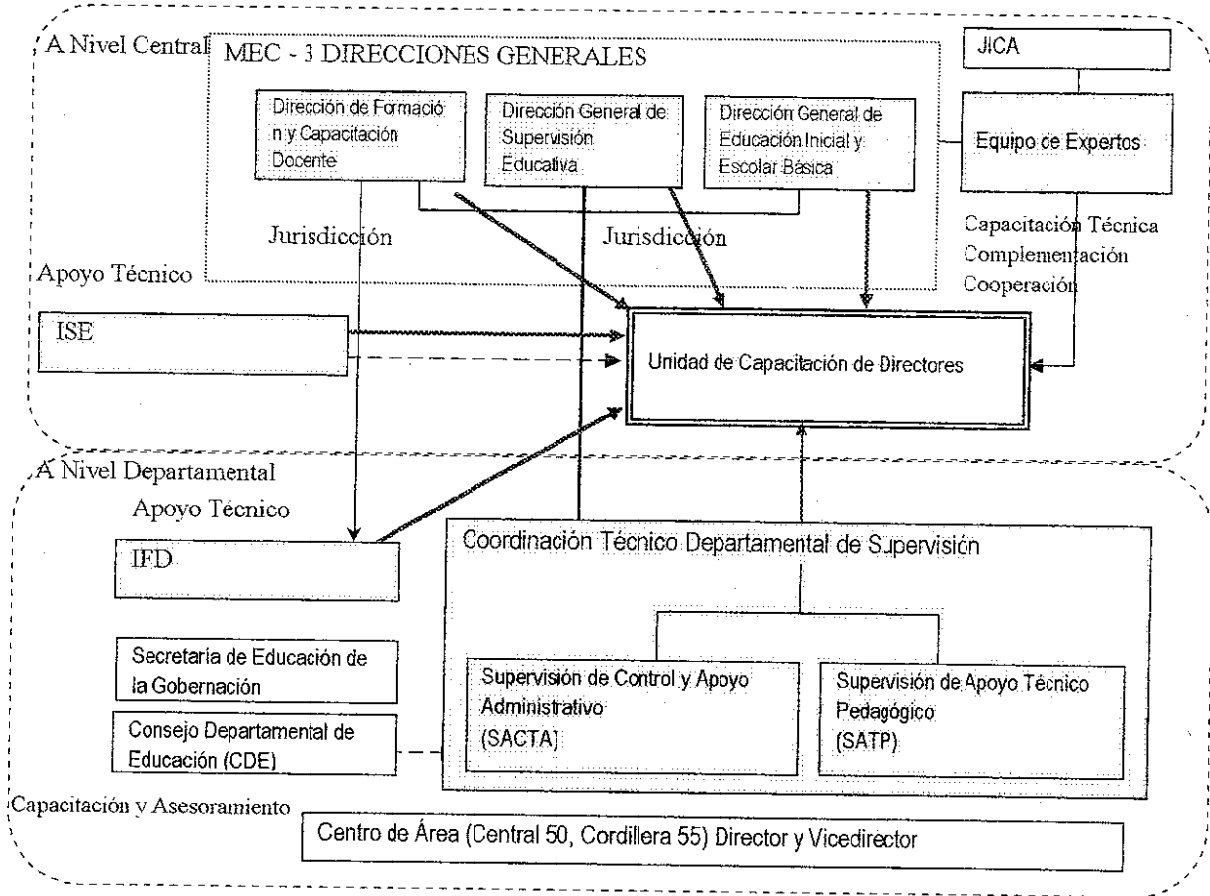 A Nivel Central
MEC - 3 DIRECCIONES GENERALES
JICA
Dirección de Formació
n y Capacitación
Docente
Dirección General de
Supervisión
Educativa
Dirección General de
Educación Inicial y
Escolar Básica
Equipo de Expertos
Jurisdicción
Jurisdicción
Capacitación Técnica
Complementación
Cooperación
Apoyo Técnico
ISE
Unidad de Capacitación de Directores
A Nivel Departamental
Apoyo Técnico
IFD
Coordinación Técnico Departamental de Supervisión
Secretaría de Educación de
la Gobernación
Consejo Departamental de
Educación (CDE)
Supervisión de Control y Apoyo
Administrativo
(SACTA]
Supervisión de Apoyo Técnico
Pedagógico
(SATP)
Capacitación y Asesoramiento
Centro de Área (Central 50, Cordillera 55) Director y Vicedirector